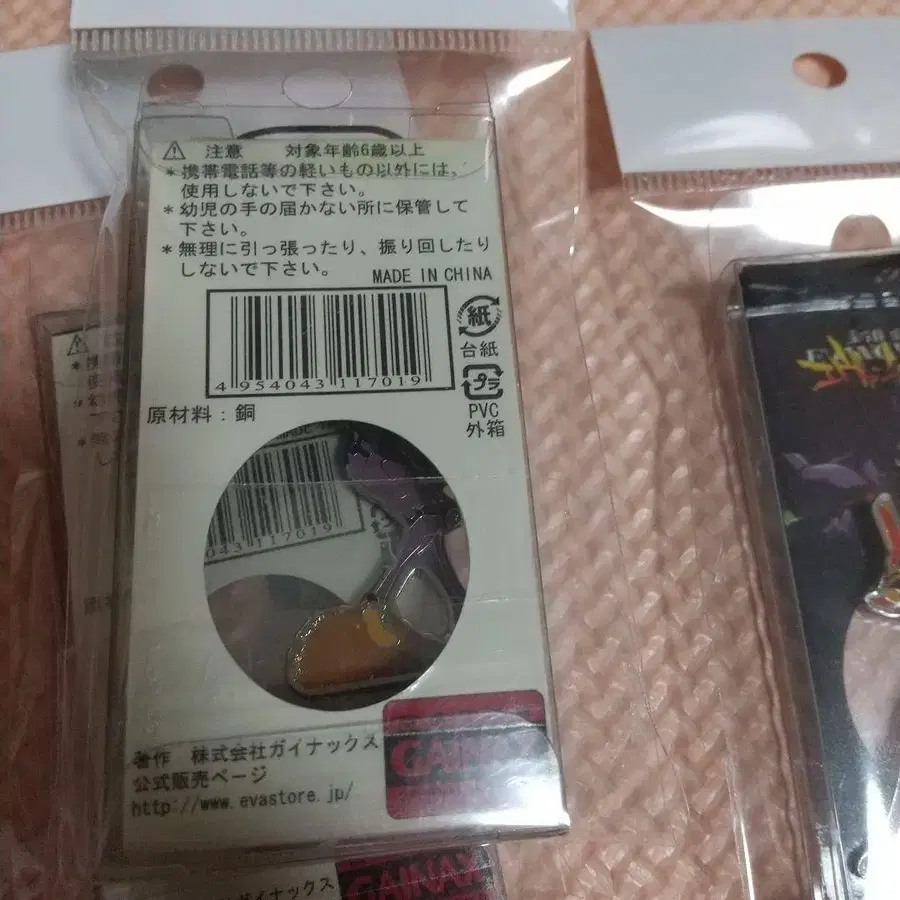 ⚠ 注意 対象年齢6歳以上
*携帯電話等の軽いもの以外には、
使用しないで下さい。
*幼児の手の届かない所に保管して
下さい。
*無理に引っ張ったり、振り回したり
しないで下さい。
MADE IN CHINA
紙
台紙
4 954043 117019
プラ
PVC
外箱
原材料:銅
043 117019
著作 株式会社ガイナックス
公式販売ページ
http://www.evastore.jp/
GAINAX
ガイナックス
GAINAX